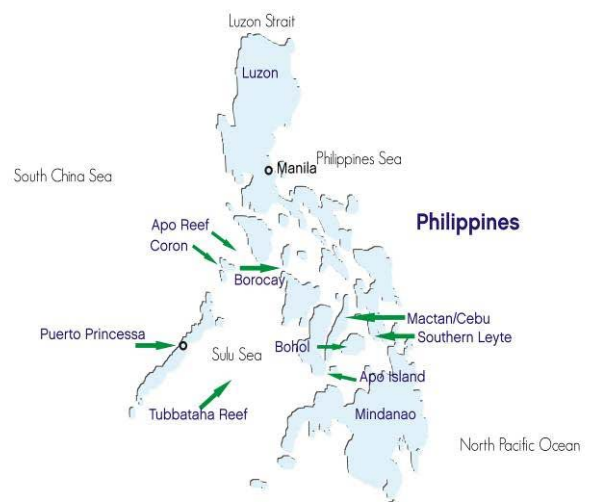 Luzon Strait
Luzon
Manila
Philippines Sea
South China Sea
Philippines
Apo Reef
Coron
Borocay
Mactan/Cebu
Southern Leyte
Puerto Princessa
Bohol
Sulu Sea
Apo Island
Tubbataha Reef
Mindanao
North Pacific Ocean